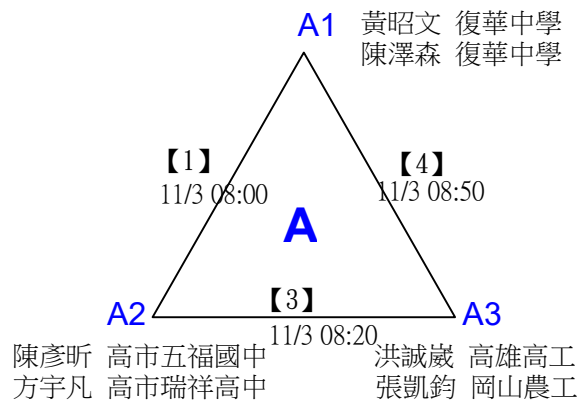 A1 黃昭文 復華中學
陳澤森 復華中學
【1】 【4】
11/3 08:00 11/3 08:50
A
【3】
A2 A3
11/3 08:20
陳彥昕 高市五福國中 洪誠崴 高雄高工
方宇凡 高市瑞祥高中 張凱鈞 岡山農工